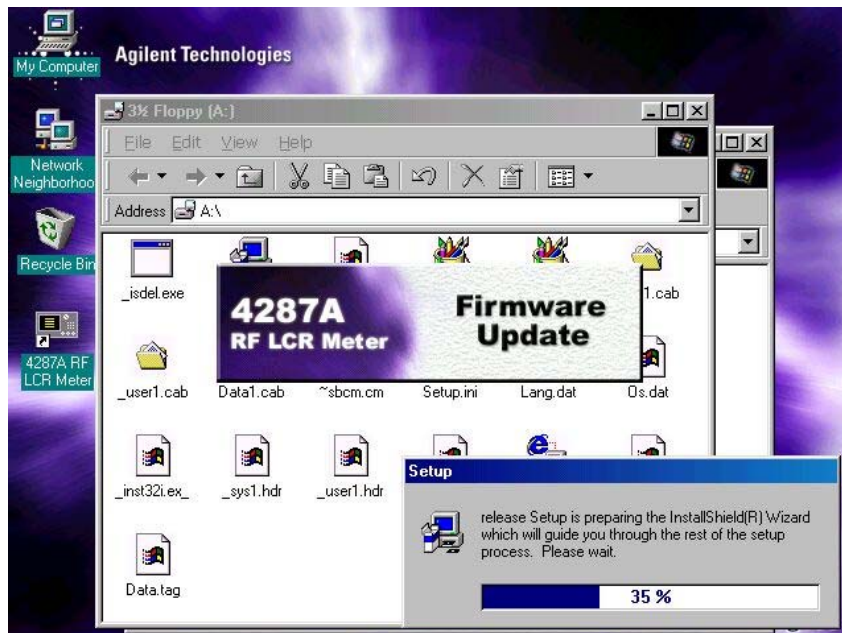 My Computer
Agilent Technologies
3½ Floppy (A:)
File Edit View Help
Network
Neighborhoo
Address A:\
Recycle Bin
_isdel.exe
1.cab
4287A
RF LCR Meter
Firmware
Update
4287A RF
LCR Meter
_user1.cab Data1.cab ~sbcm.cm Setup.ini Lang.dat Os.dat
_inst32i.ex_ _sys1.hdr _user1.hdr
Setup
release Setup is preparing the InstallShield(R) Wizard
which will guide you through the rest of the setup
process. Please wait.
35 %
Data.tag